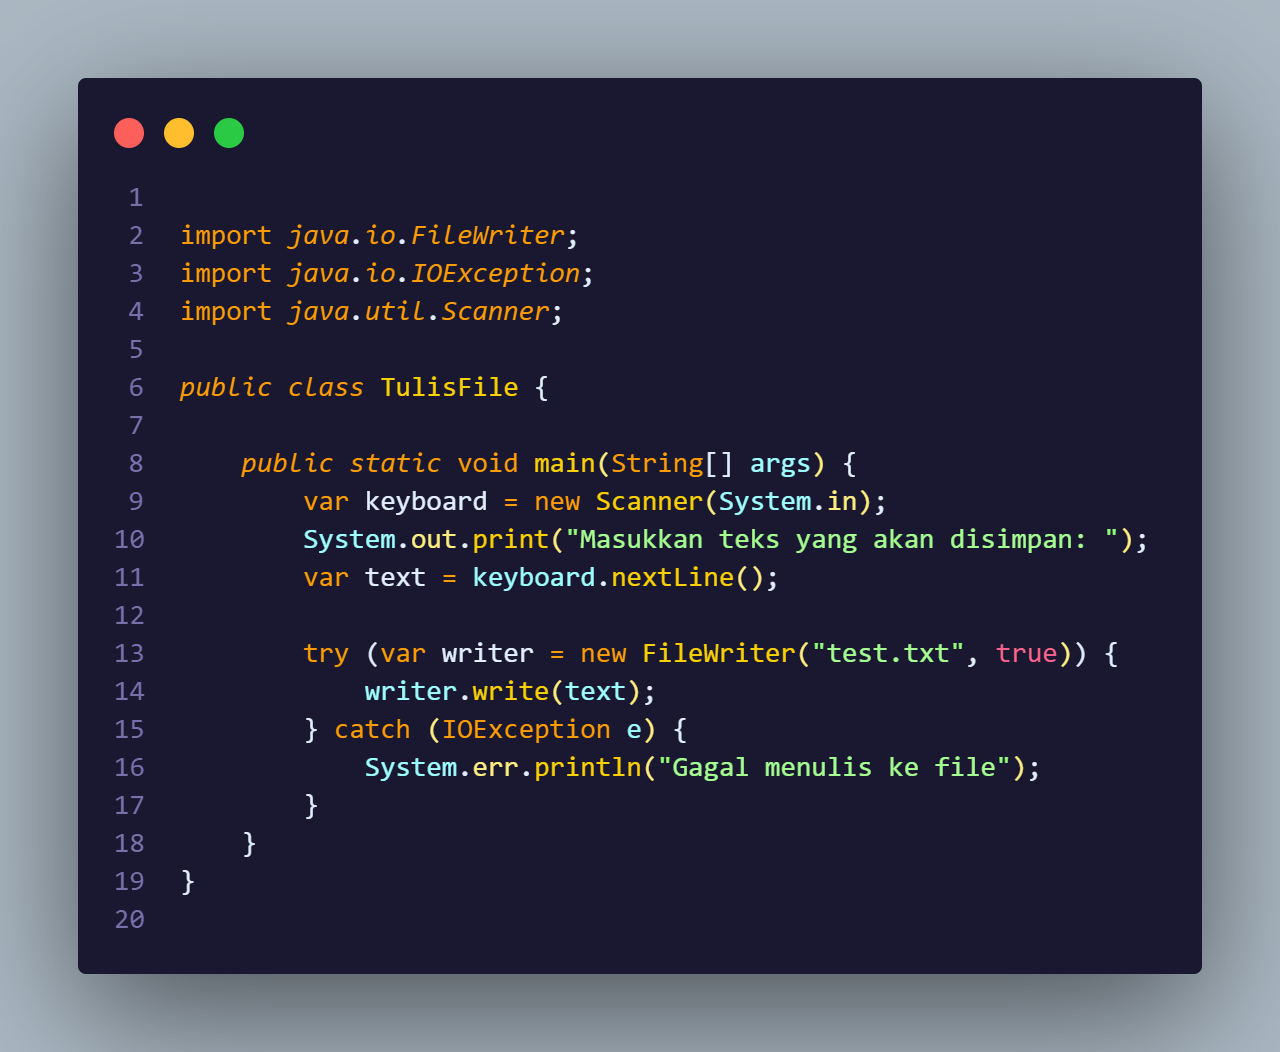 1
2 import java.io.FileWriter;
3 import java.io.IOException;
4 import java.util.Scanner;
5
6 public class TulisFile {
7
8     public static void main(String[] args) {
9         var keyboard = new Scanner(System.in);
10         System.out.print("Masukkan teks yang akan disimpan: ");
11         var text = keyboard.nextLine();
12
13         try (var writer = new FileWriter("test.txt", true)) {
14             writer.write(text);
15         } catch (IOException e) {
16             System.err.println("Gagal menulis ke file");
17         }
18     }
19 }
20